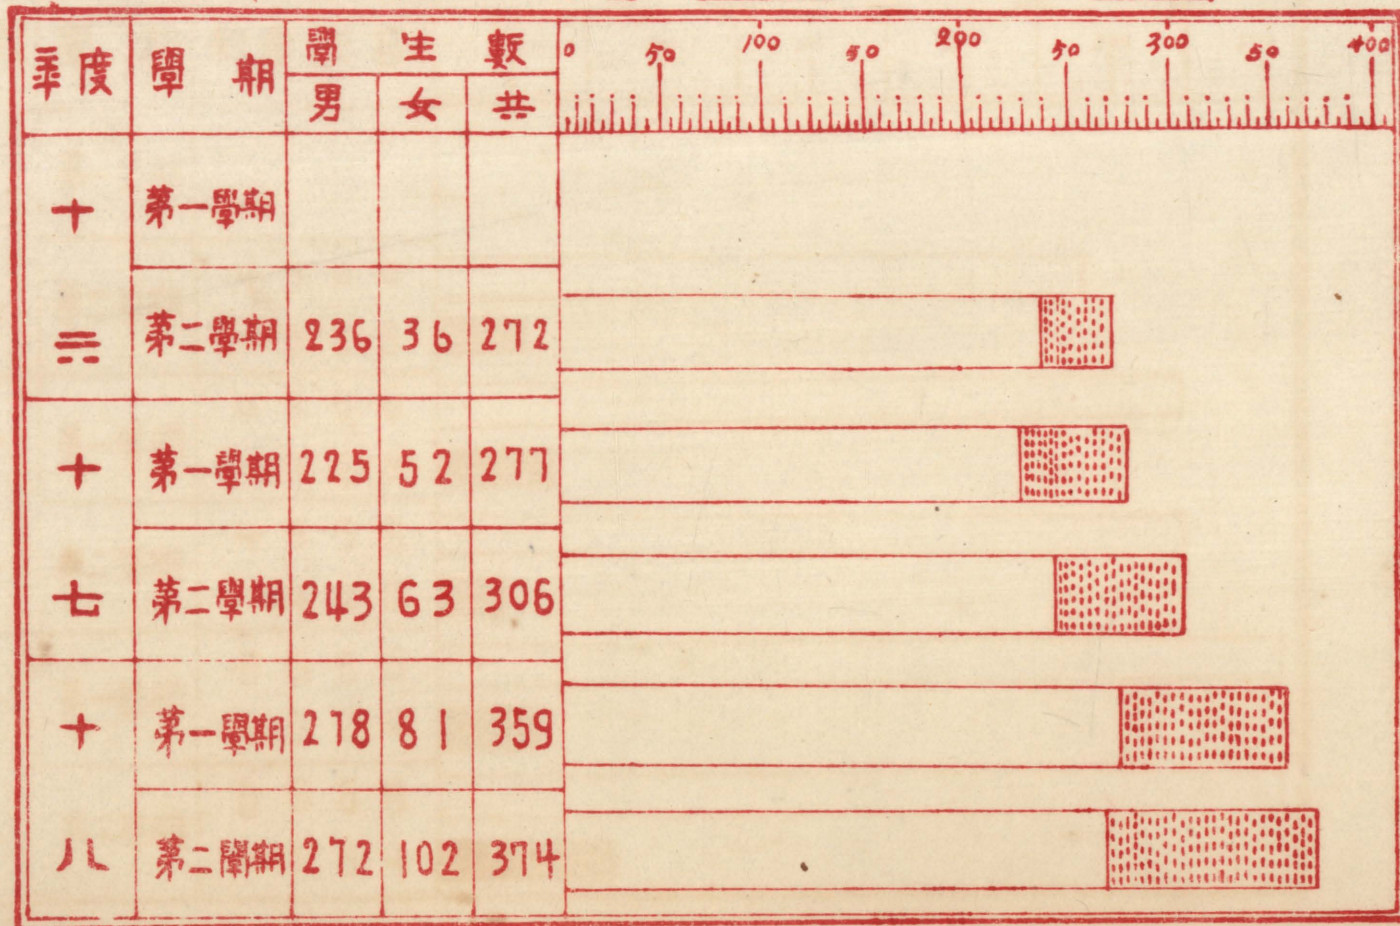 年度 學期 學生數 0 50 100 50 200 50 300 50 400
男 女 共
十 第一學期
六 第二學期 236 36 272
十 第一學期 225 52 277
七 第二學期 243 63 306
十 第一學期 278 81 359
八 第二學期 272 102 374